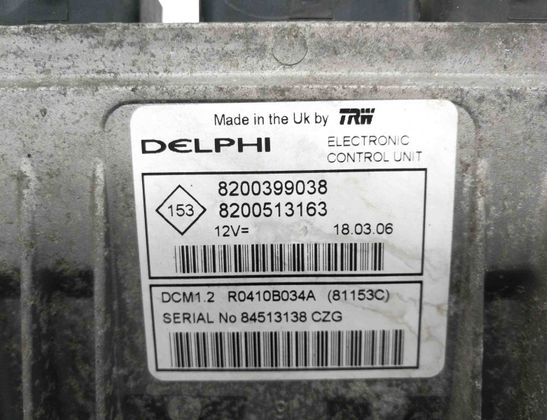 Made in the Uk by TRW
DELPHI ELECTRONIC
CONTROL UNIT
153
8200399038
8200513163
12V= 18.03.06
DCM1.2 R0410B034A (81153C)
SERIAL No 84513138 CZG